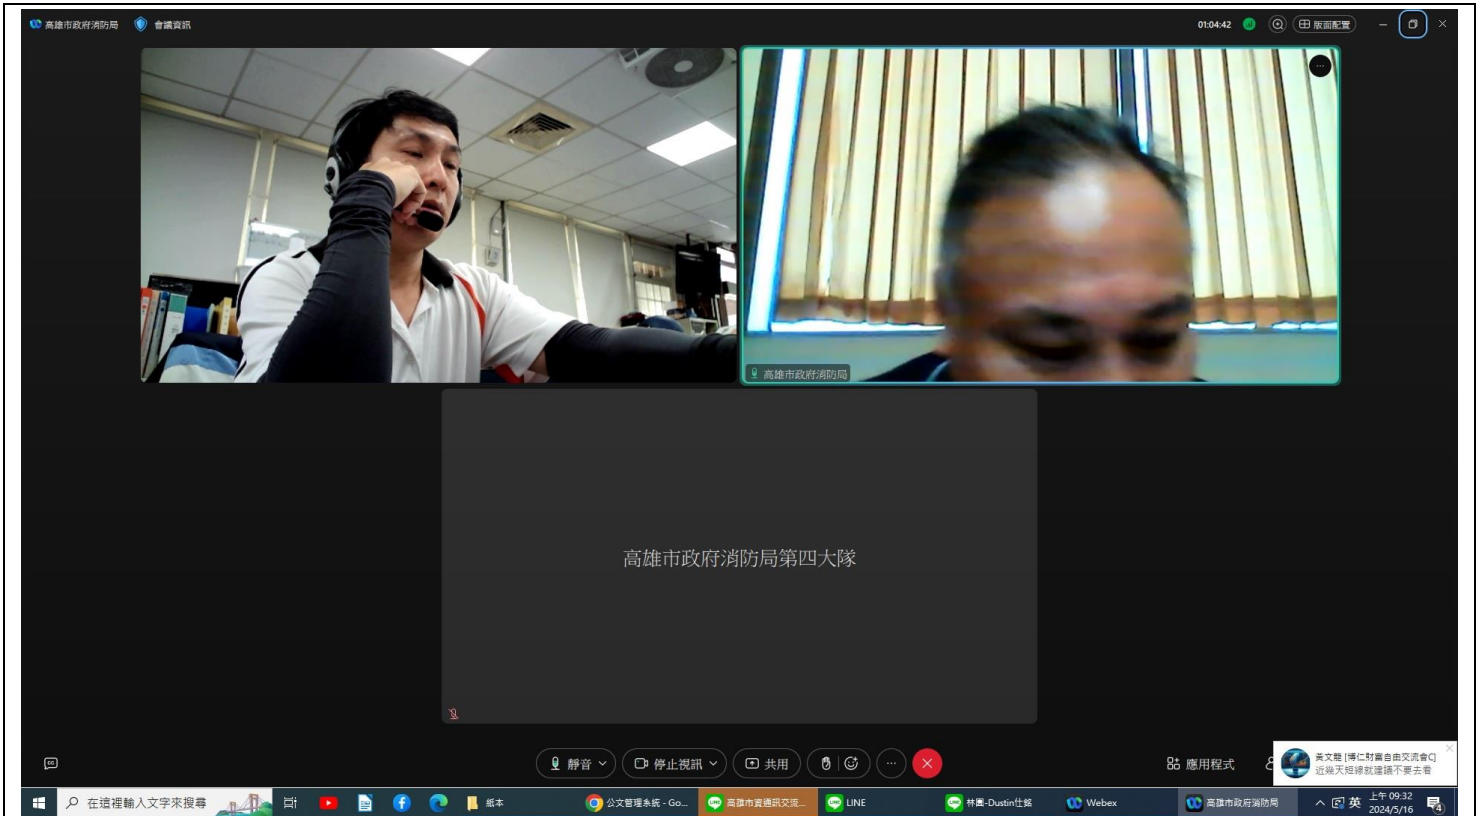 高雄市政府消防局
會議資訊
01:04:42
版面配置
高雄市政府消防局
高雄市政府消防局第四大隊
靜音
停止視訊
共用
應用程式
黃文龍 [博仁財富自由交流會C]
近幾天短線就建議不要去看
在這裡輸入文字來搜尋
紙本
公文管理系統 - Go...
高雄市資通訊交流...
LINE
林園-Dustin仕銘
Webex
高雄市政府消防局
英
上午 09:32
2024/5/16
4